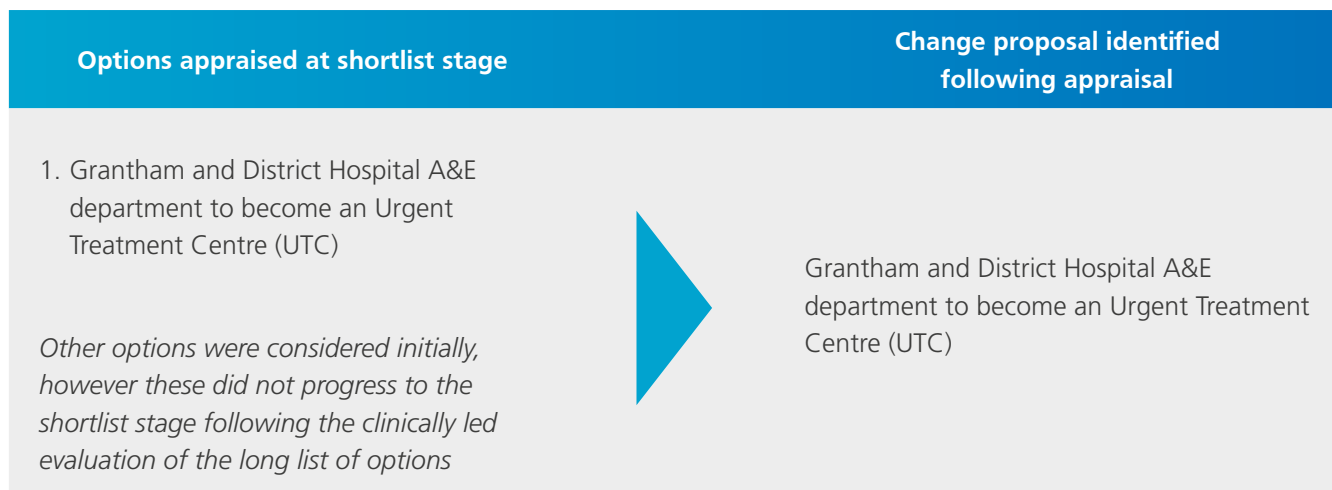 Options appraised at shortlist stage
Change proposal identified
following appraisal
1. Grantham and District Hospital A&E
department to become an Urgent
Treatment Centre (UTC)
Other options were considered initially,
however these did not progress to the
shortlist stage following the clinically led
evaluation of the long list of options
Grantham and District Hospital A&E
department to become an Urgent Treatment
Centre (UTC)